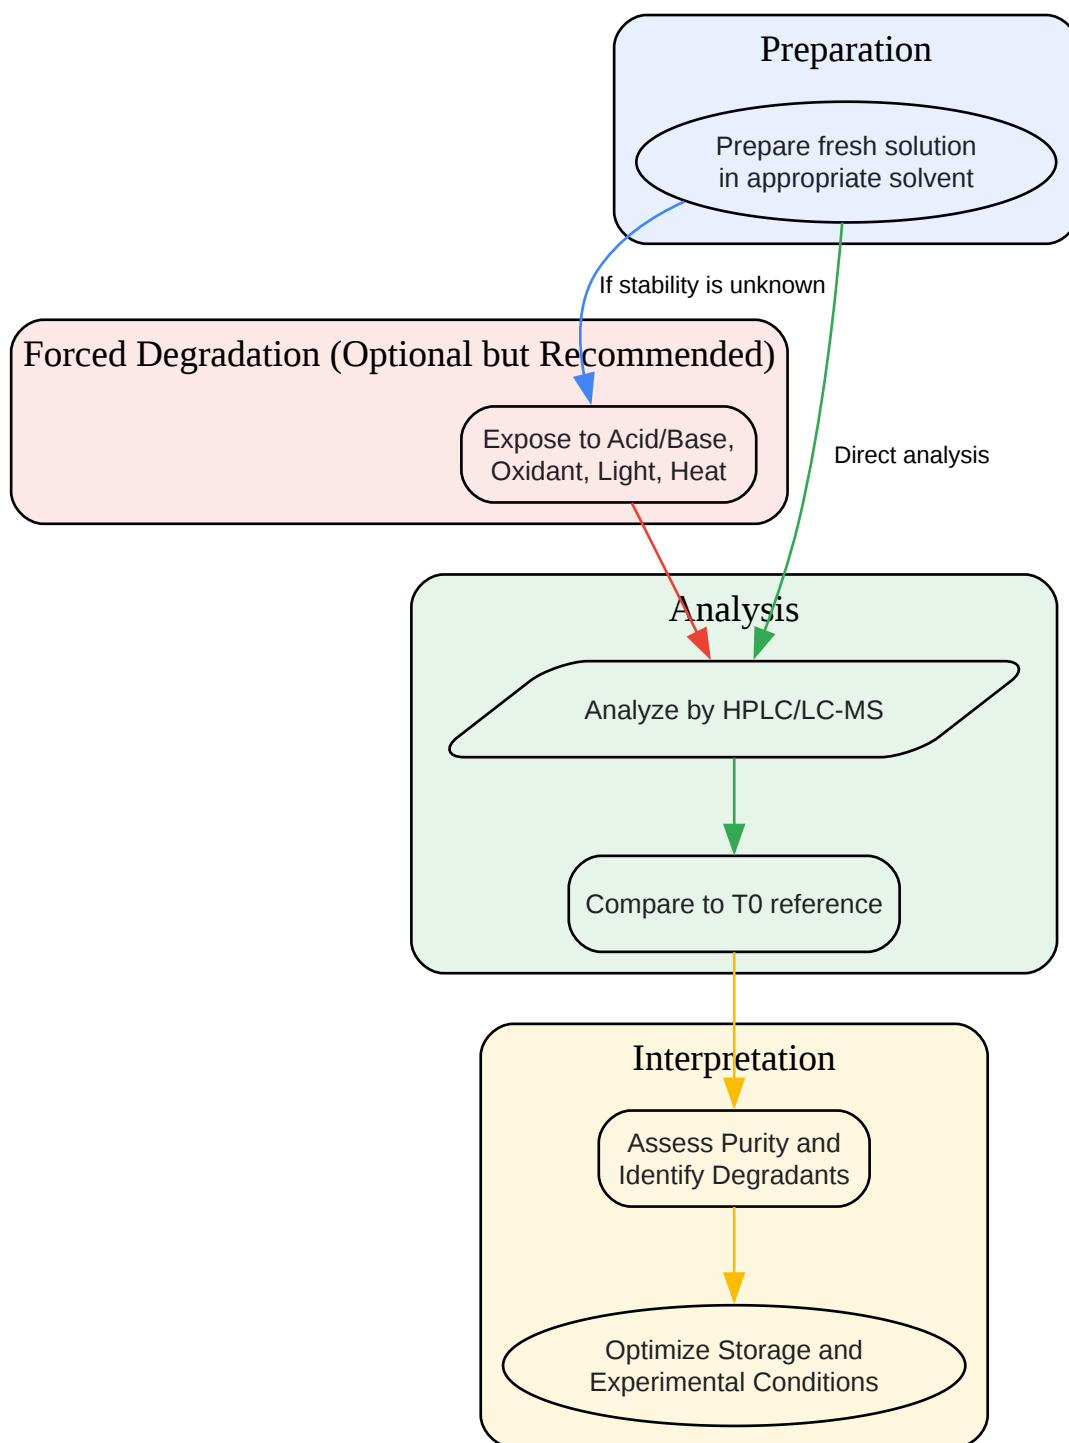 Preparation
Prepare fresh solution
in appropriate solvent
If stability is unknown
Forced Degradation (Optional but Recommended)
Expose to Acid/Base,
Oxidant, Light, Heat
Direct analysis
Analysis
Analyze by HPLC/LC-MS
Compare to T0 reference
Interpretation
Assess Purity and
Identify Degradants
Optimize Storage and
Experimental Conditions